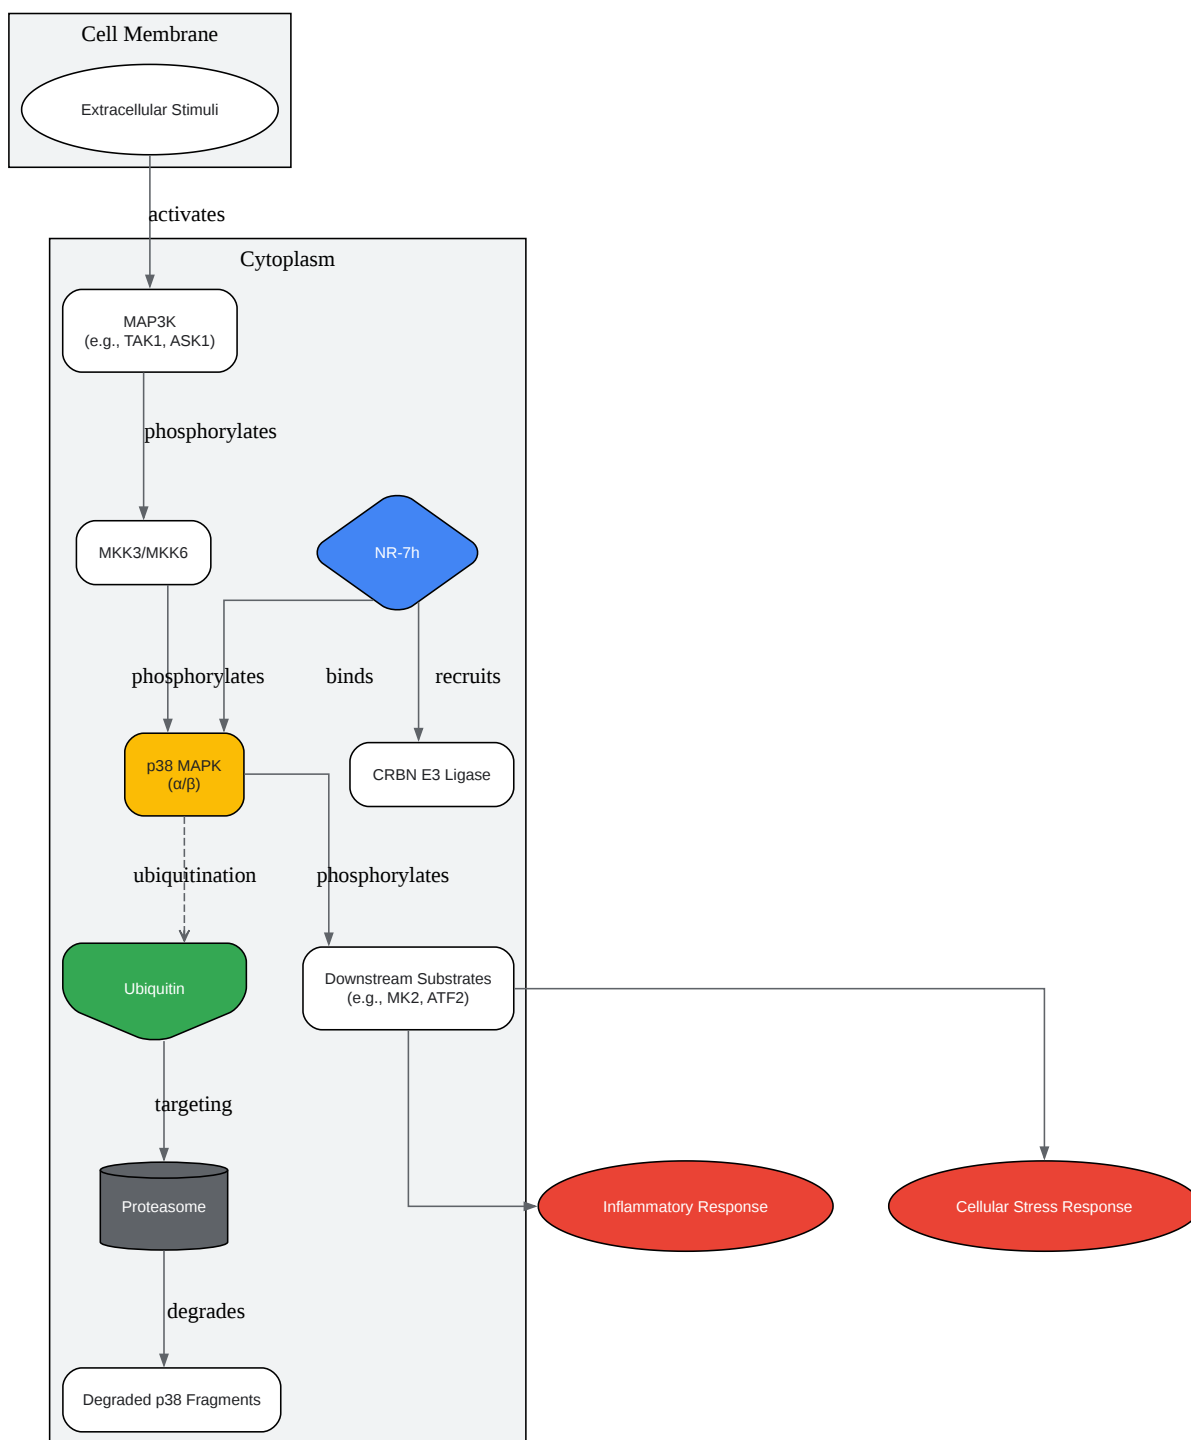 Cell Membrane
Extracellular Stimuli
activates
Cytoplasm
MAP3K
(e.g., TAK1, ASK1)
phosphorylates
MKK3/MKK6
NR-7h
phosphorylates
binds
recruits
p38 MAPK
(α/β)
CRBN E3 Ligase
ubiquitination
phosphorylates
Ubiquitin
Downstream Substrates
(e.g., MK2, ATF2)
targeting
Proteasome
Inflammatory Response
Cellular Stress Response
degrades
Degraded p38 Fragments